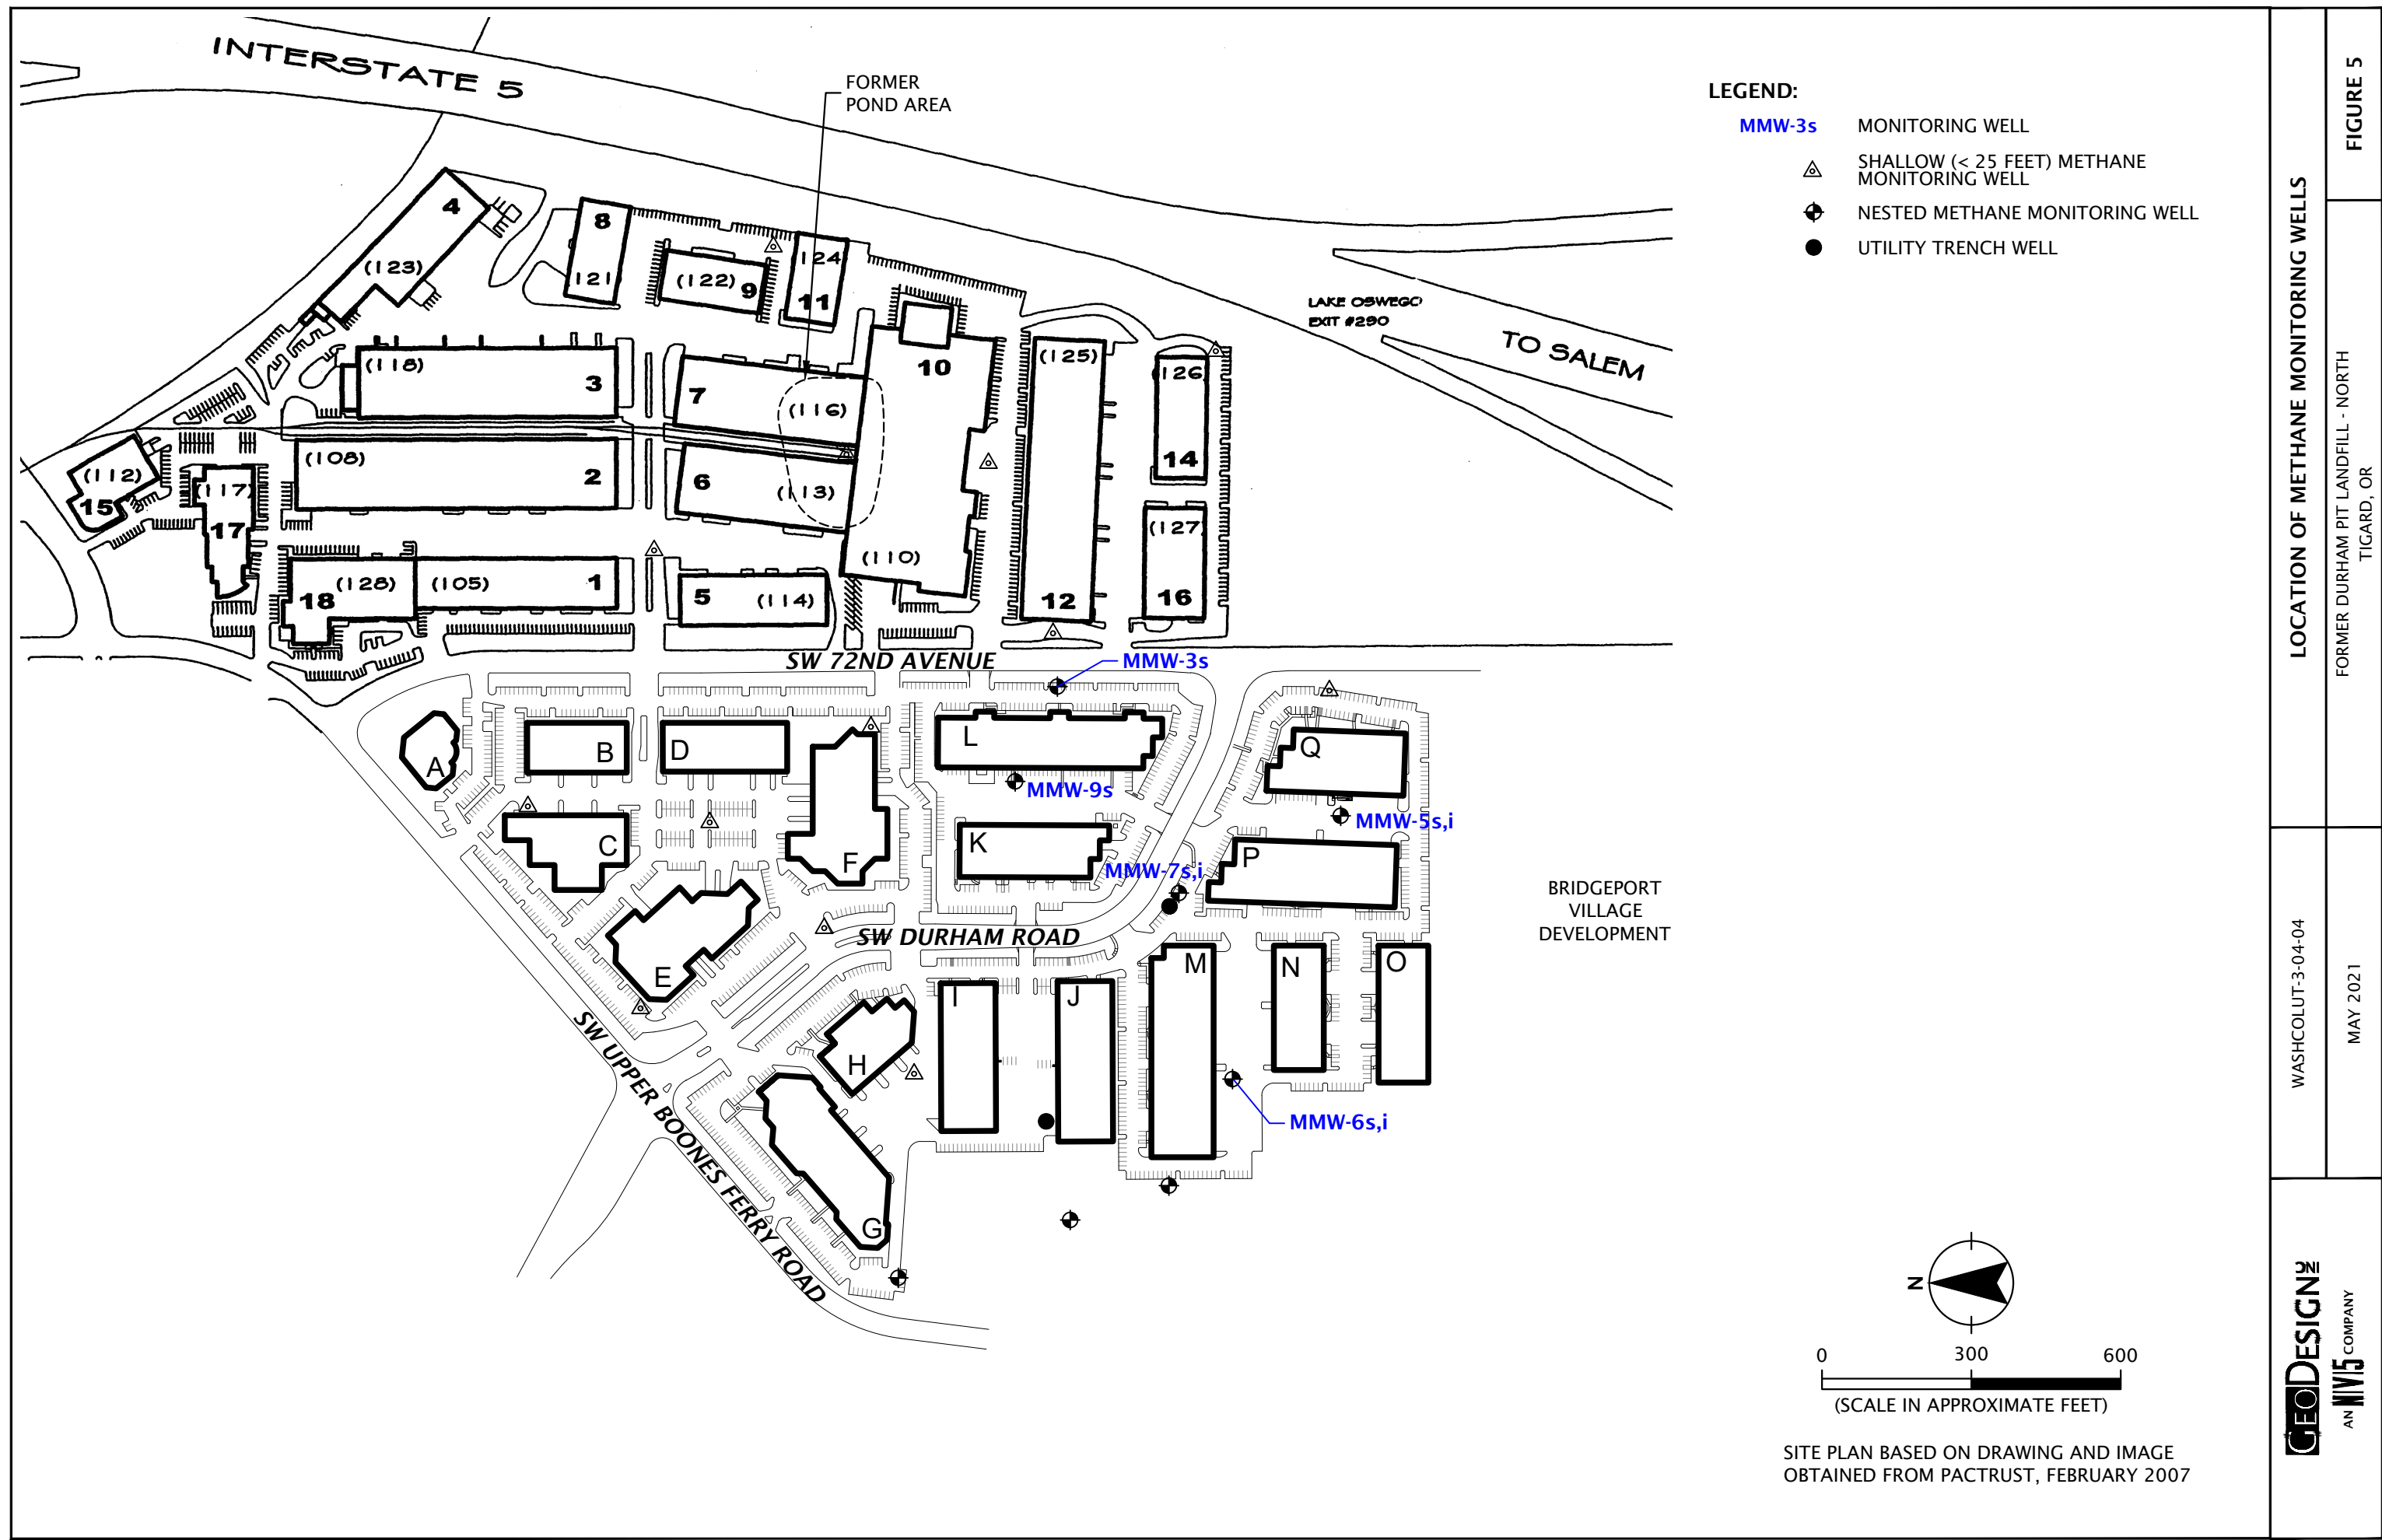 INTERSTATE 5
FORMER
POND AREA
LEGEND:
MMW-3s MONITORING WELL
SHALLOW (< 25 FEET) METHANE
MONITORING WELL
NESTED METHANE MONITORING WELL
UTILITY TRENCH WELL
4
(123)
8
121
(122) 9
124
11
10
(110)
LAKE OSWEGO
EXIT #290
TO SALEM
(118) 3
7 (116)
(125)
12
(126)
14
(108) 2
6 (113)
(127)
16
(112)
15
(117)
17
18 (128)
(105) 1
5 (114)
SW 72ND AVENUE
MMW-3s
A
B
D
L
Q
MMW-9s
MMW-5s,i
C
F
K
P
MMW-7s,i
E
SW DURHAM ROAD
BRIDGEPORT
VILLAGE
DEVELOPMENT
M
N
O
I
J
H
G
MMW-6s,i
SW UPPER BOONES FERRY ROAD
N
0 300 600
(SCALE IN APPROXIMATE FEET)
SITE PLAN BASED ON DRAWING AND IMAGE
OBTAINED FROM PACTRUST, FEBRUARY 2007
FIGURE 5
LOCATION OF METHANE MONITORING WELLS
FORMER DURHAM PIT LANDFILL - NORTH
TIGARD, OR
WASHCOLUT-3-04-04
MAY 2021
GEODESIGN INC
AN NV5 COMPANY